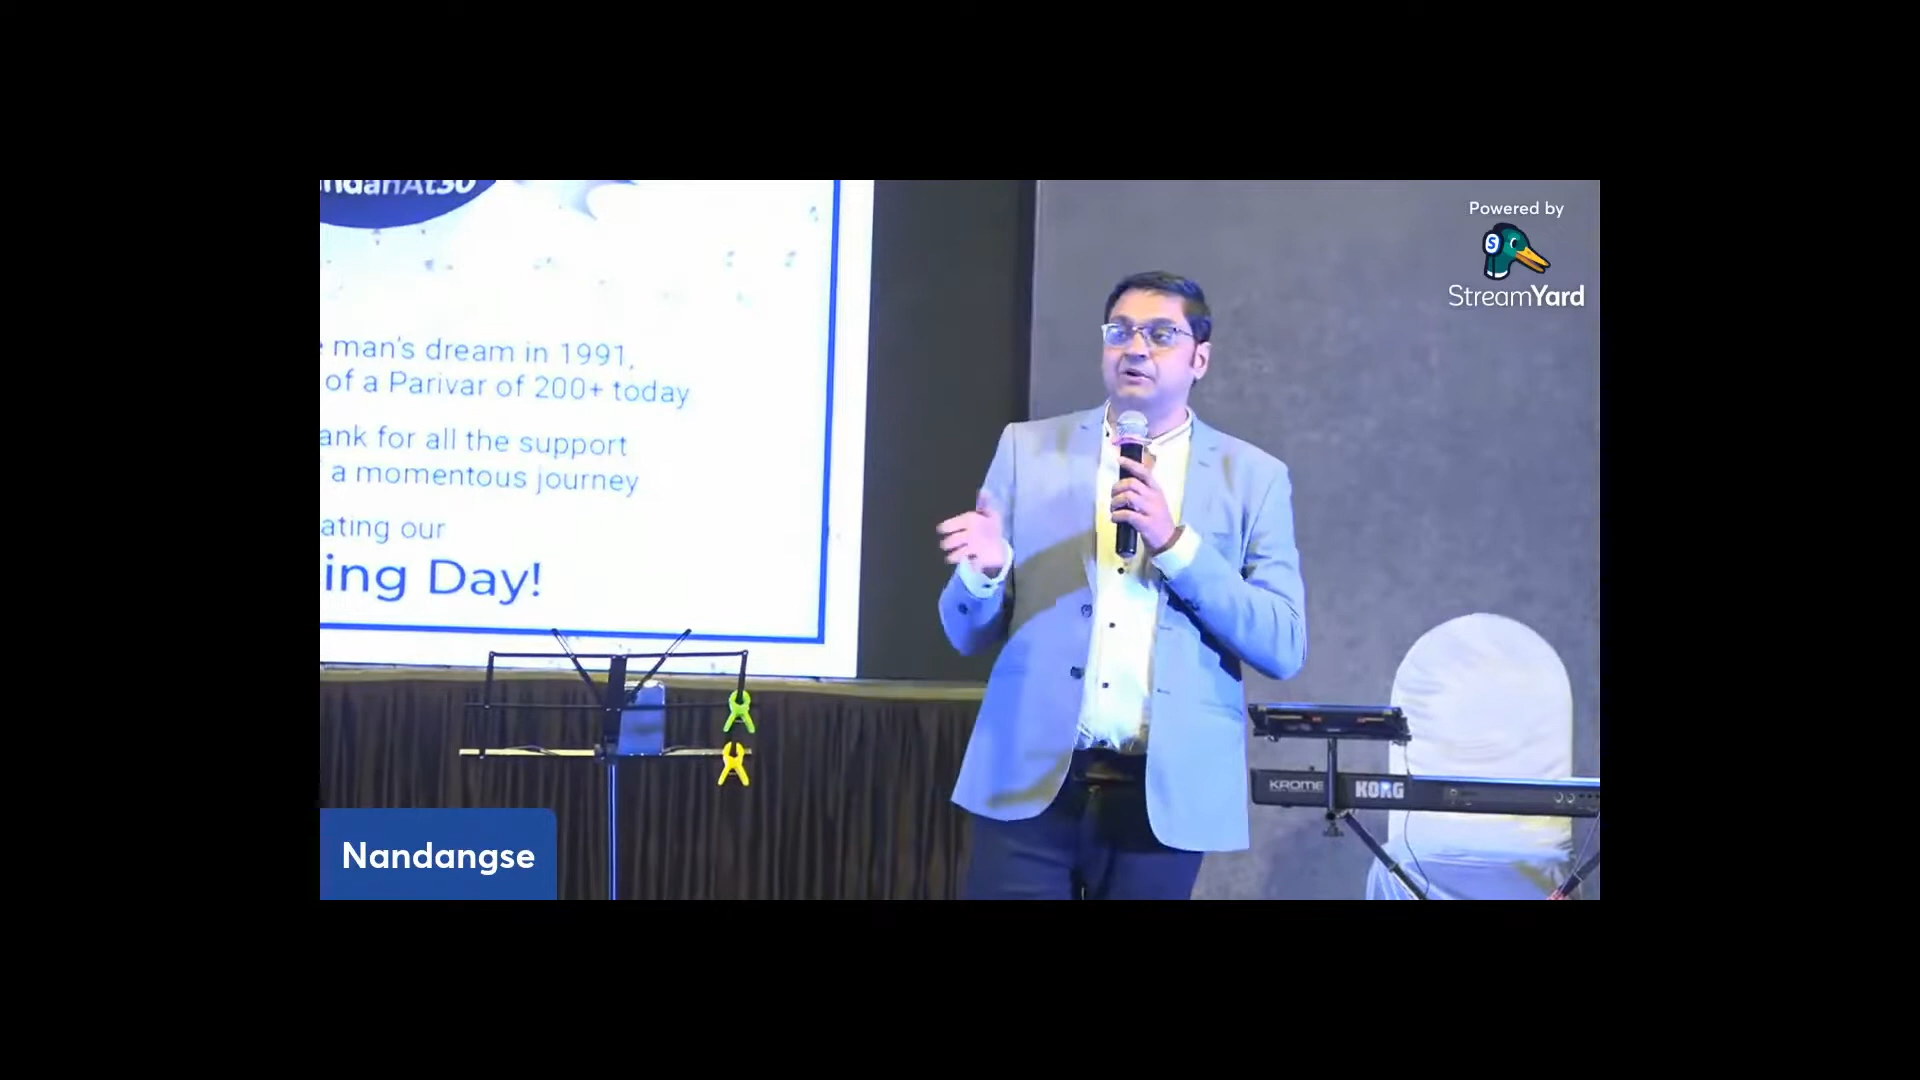 ndanAt30
man's dream in 1991,
of a Parivar of 200+ today
ank for all the support
a momentous journey
ating our
ing Day!
Powered by
S
StreamYard
KROME
KORG
Nandangse